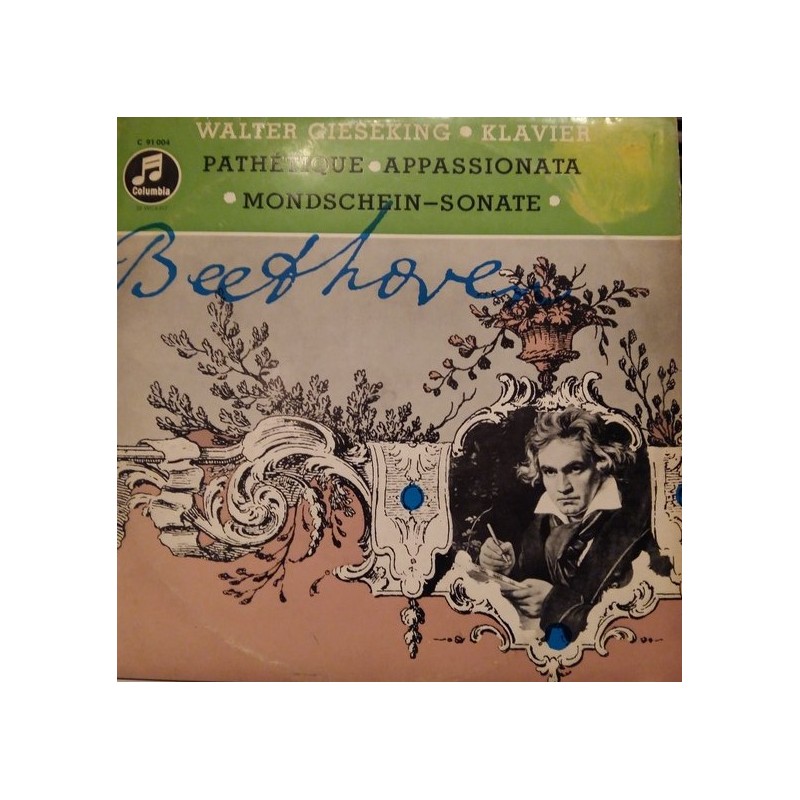 WALTER GIESEKING • KLAVIER
C 91 004
Columbia
PATHÉTIQUE • APPASSIONATA
• MONDSCHEIN–SONATE •
Beethoven